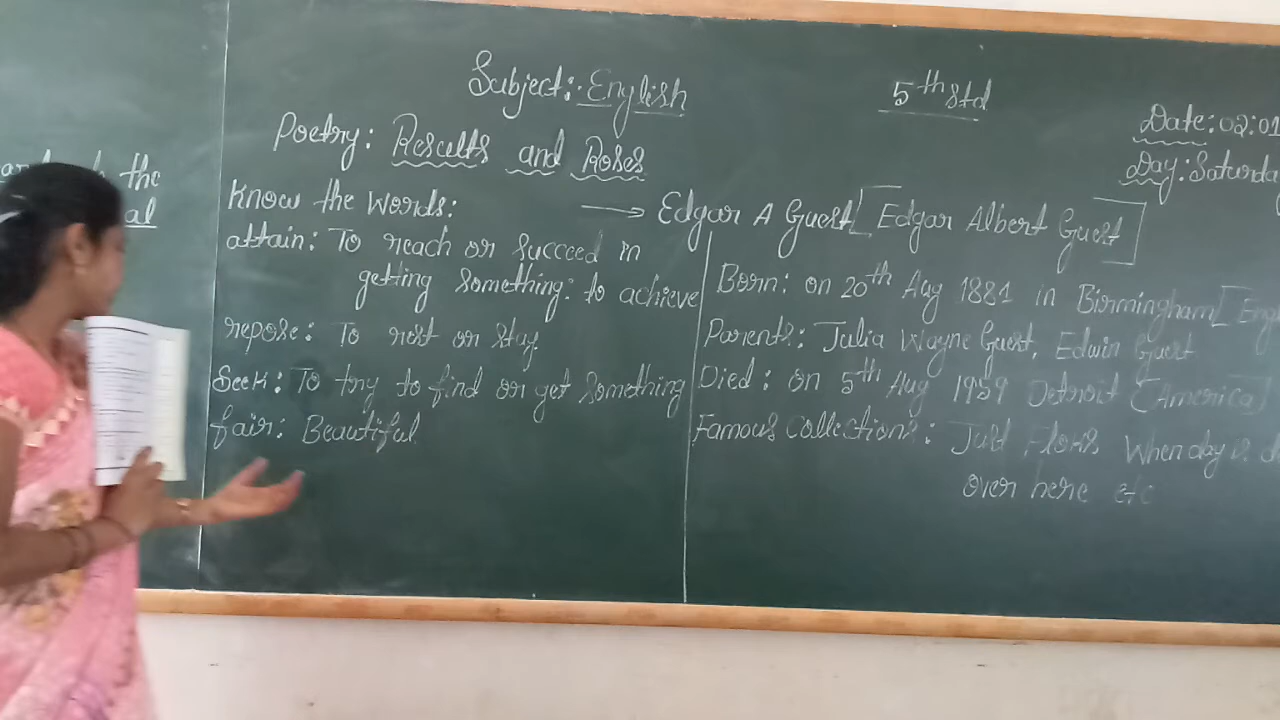 the
al
Subject: English
5th Std
Date: 02:01
Day: Saturda
Poetry: Results and Roses
Know the Words:
attain: To reach or succeed in
getting something: to achieve
repose: To rest or stay.
Seek: To try to find or get something
fair: Beautiful
→ Edgar A Guest [Edgar Albert Guest]
Born: on 20th Aug 1881 in Birmingham [Eng
Parents: Julia Wayne Guest, Edwin Guest
Died: on 5th Aug 1959 Detroit [America]
Famous Collections: Just When day is
over here etc